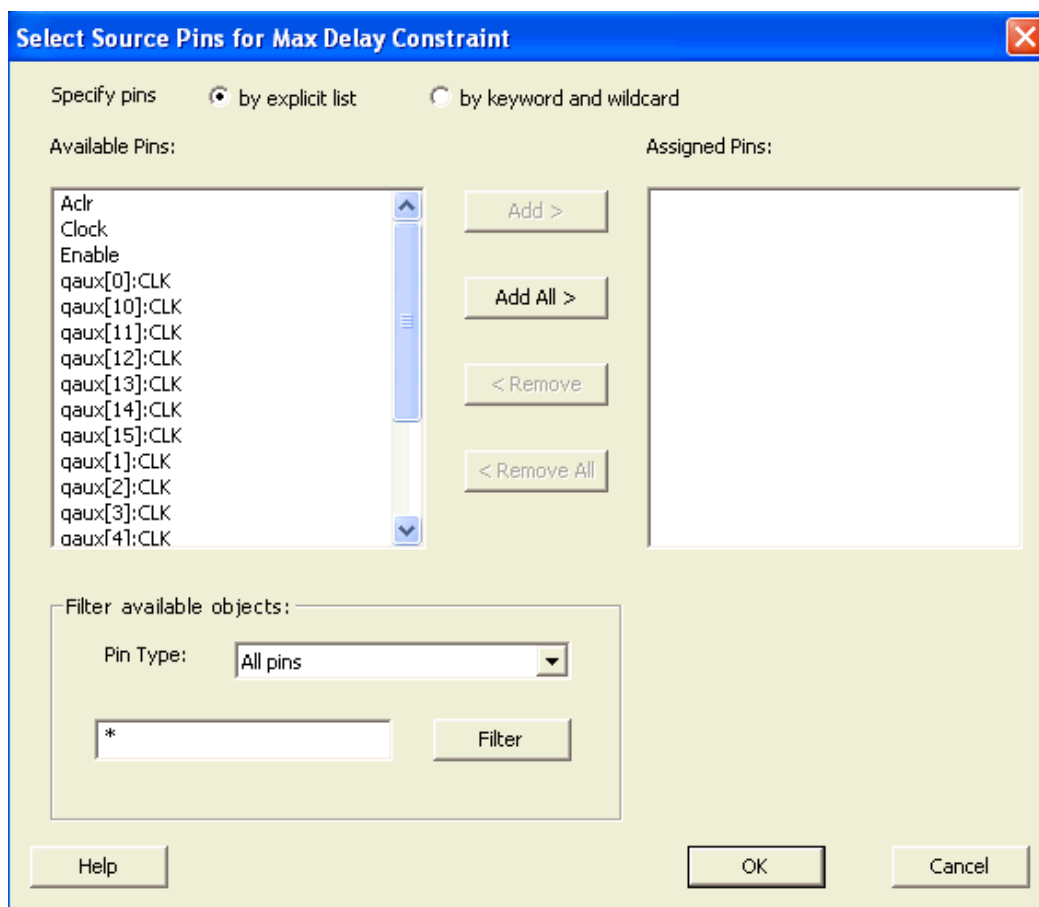 Select Source Pins for Max Delay Constraint
Specify pins by explicit list by keyword and wildcard
Available Pins: Assigned Pins:
Aclr
Clock
Enable
qaux[0]:CLK
qaux[10]:CLK
qaux[11]:CLK
qaux[12]:CLK
qaux[13]:CLK
qaux[14]:CLK
qaux[15]:CLK
qaux[1]:CLK
qaux[2]:CLK
qaux[3]:CLK
qaux[4]:CLK
Add >
Add All >
< Remove
< Remove All
Filter available objects:
Pin Type: All pins
* Filter
Help OK Cancel